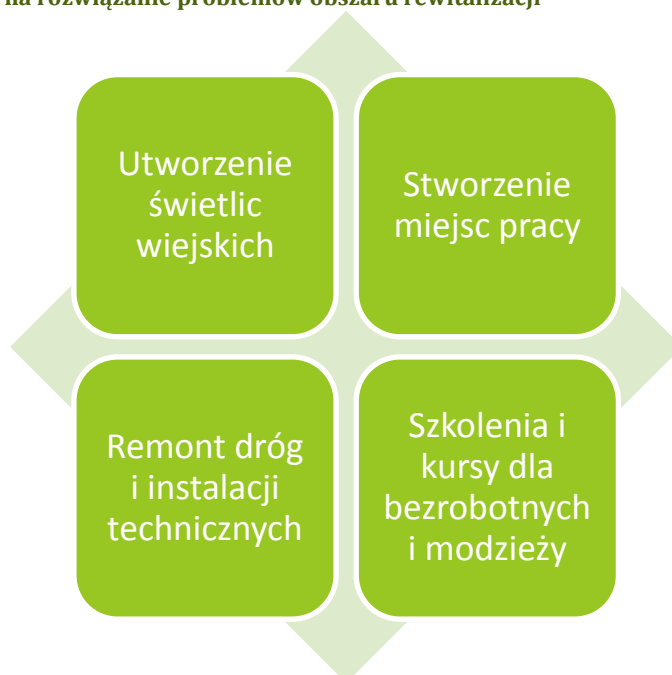 na rozwiązanie problemów obszaru rewitalizacji
Utworzenie
świetlic
wiejskich
Stworzenie
miejsc pracy
Remont dróg
i instalacji
technicznych
Szkolenia i
kursy dla
bezrobotnych
i modzieży